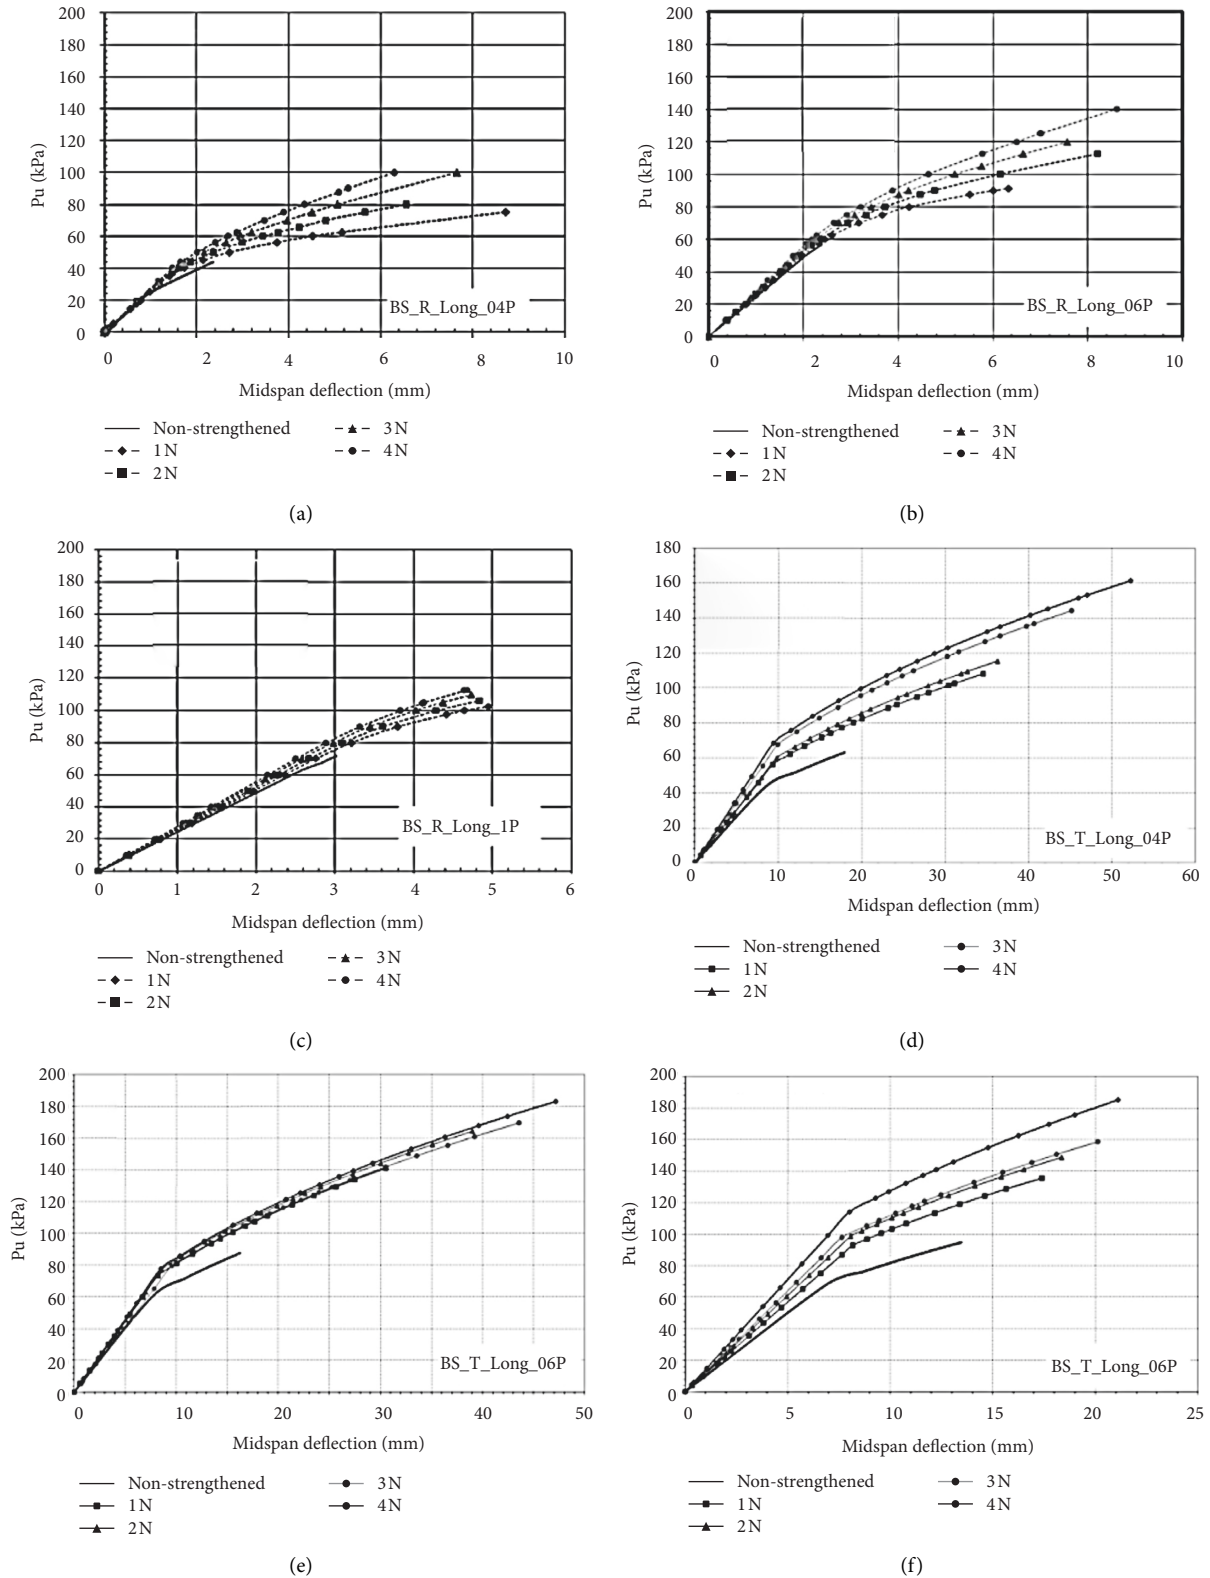 200
180
160
140
120
100
80
60
40
20
0
Pu (kPa)
BS_R_Long_04P
0 2 4 6 8 10
Midspan deflection (mm)
Non-strengthened
1N
2N
3N
4N
(a)
200
180
160
140
120
100
80
60
40
20
0
Pu (kPa)
BS_R_Long_06P
0 2 4 6 8 10
Midspan deflection (mm)
Non-strengthened
1N
2N
3N
4N
(b)
200
180
160
140
120
100
80
60
40
20
0
Pu (kPa)
BS_R_Long_1P
0 1 2 3 4 5 6
Midspan deflection (mm)
Non-strengthened
1N
2N
3N
4N
(c)
180
160
140
120
100
80
60
40
20
0
Pu (kPa)
BS_T_Long_04P
0 10 20 30 40 50 60
Midspan deflection (mm)
Non-strengthened
1N
2N
3N
4N
(d)
200
180
160
140
120
100
80
60
40
20
0
Pu (kPa)
BS_T_Long_06P
0 10 20 30 40 50
Midspan deflection (mm)
Non-strengthened
1N
2N
3N
4N
(e)
200
180
160
140
120
100
80
60
40
20
0
Pu (kPa)
BS_T_Long_06P
0 5 10 15 20 25
Midspan deflection (mm)
Non-strengthened
1N
2N
3N
4N
(f)